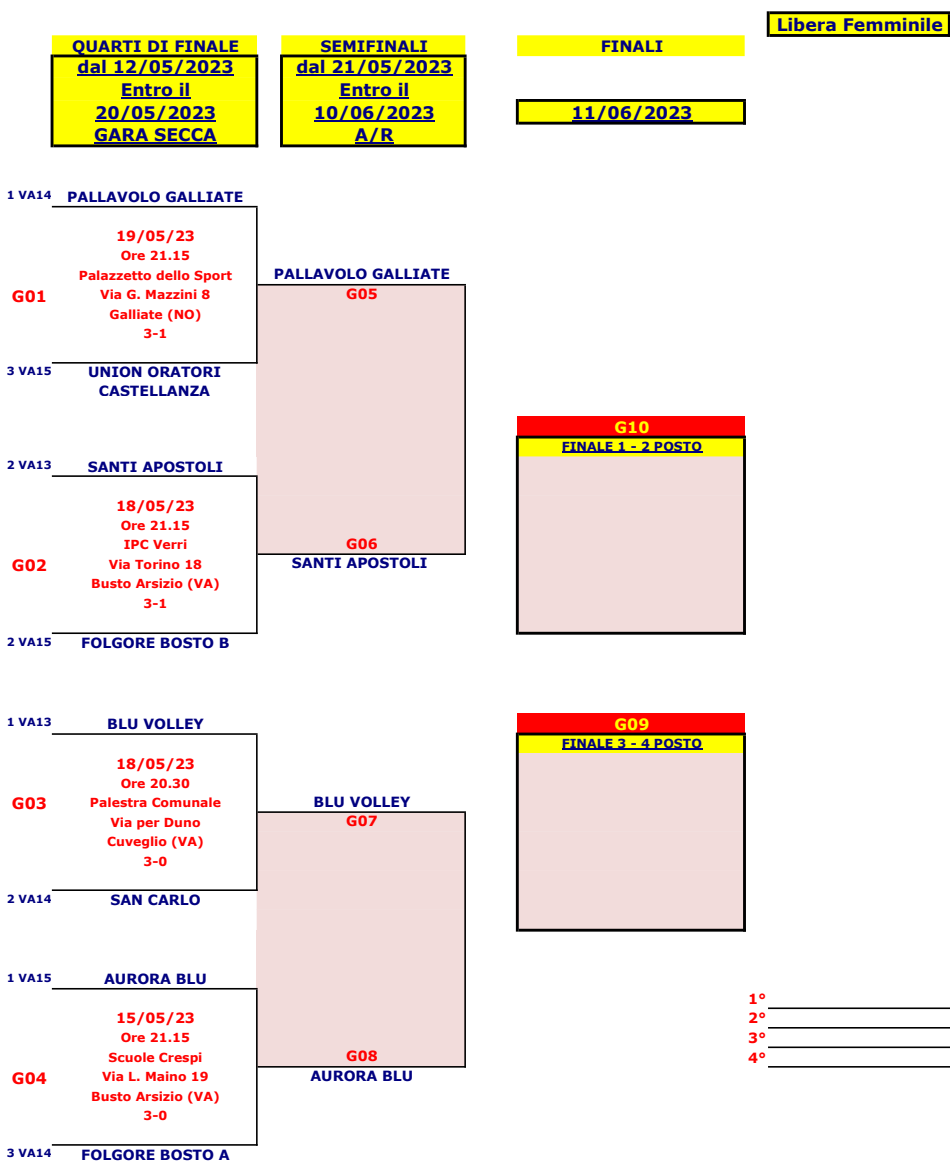 Libera Femminile
QUARTI DI FINALE
dal 12/05/2023
Entro il
20/05/2023
GARA SECCA
SEMIFINALI
dal 21/05/2023
Entro il
10/06/2023
A/R
FINALI
11/06/2023
1 VA14 PALLAVOLO GALLIATE
G01
19/05/23
Ore 21.15
Palazzetto dello Sport
Via G. Mazzini 8
Galliate (NO)
3-1
3 VA15 UNION ORATORI
CASTELLANZA
2 VA13 SANTI APOSTOLI
G02
18/05/23
Ore 21.15
IPC Verri
Via Torino 18
Busto Arsizio (VA)
3-1
2 VA15 FOLGORE BOSTO B
1 VA13 BLU VOLLEY
G03
18/05/23
Ore 20.30
Palestra Comunale
Via per Duno
Cuveglio (VA)
3-0
2 VA14 SAN CARLO
1 VA15 AURORA BLU
G04
15/05/23
Ore 21.15
Scuole Crespi
Via L. Maino 19
Busto Arsizio (VA)
3-0
3 VA14 FOLGORE BOSTO A
PALLAVOLO GALLIATE
G05
G06
SANTI APOSTOLI
BLU VOLLEY
G07
G08
AURORA BLU
G10
FINALE 1 - 2 POSTO
G09
FINALE 3 - 4 POSTO
1°
2°
3°
4°